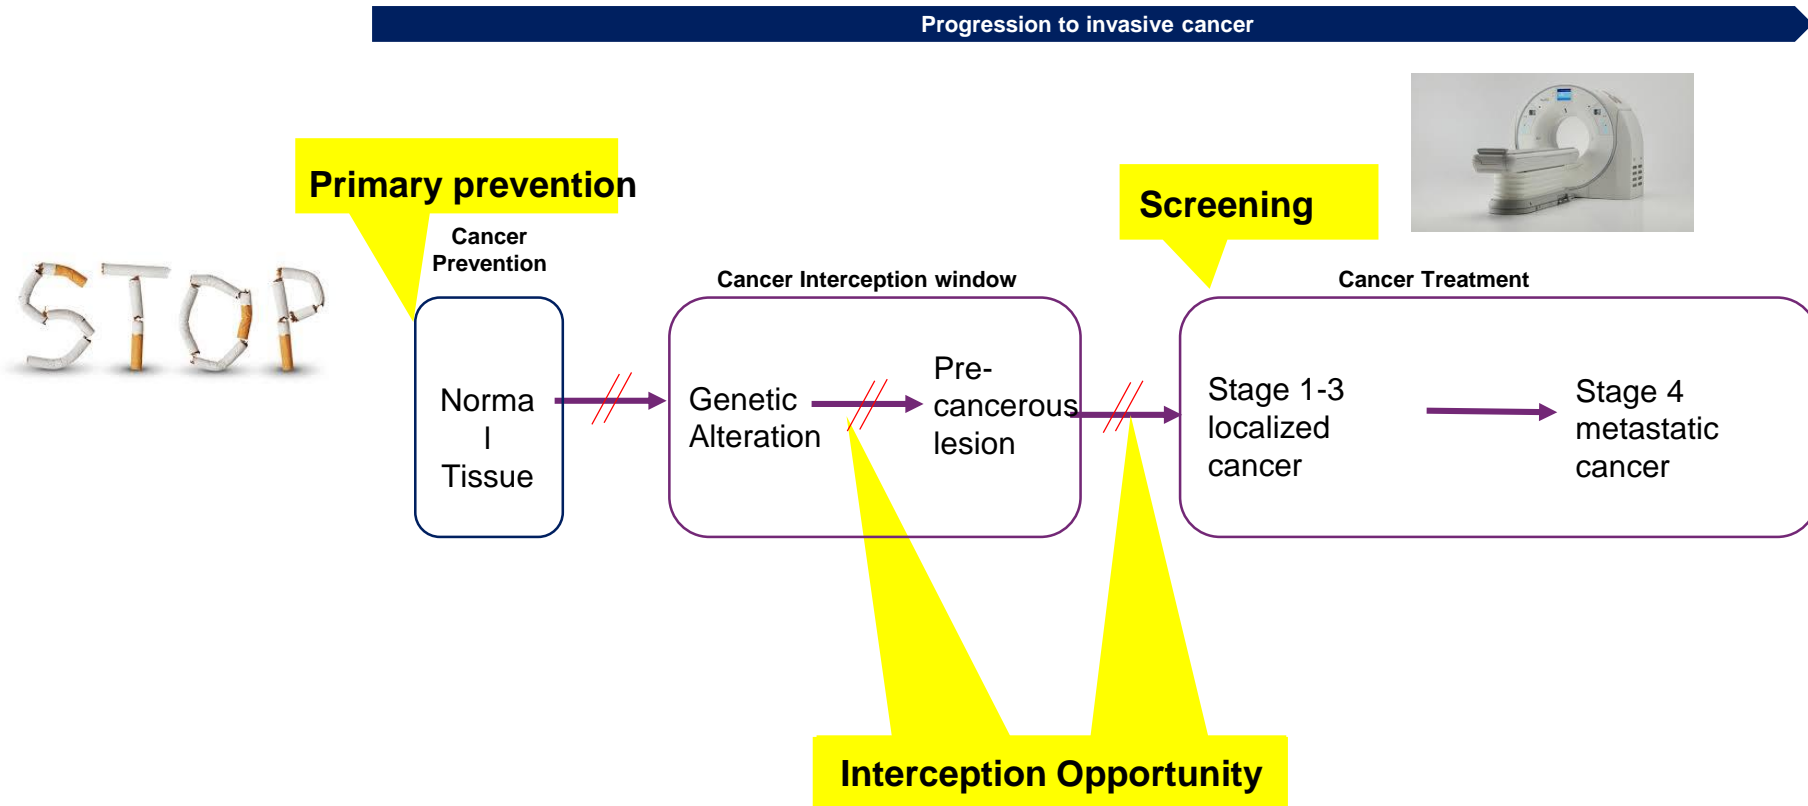 Progression to invasive cancer
Primary prevention
Screening
STOP
Cancer
Prevention
Cancer Interception window
Cancer Treatment
Norma
l
Tissue
Genetic
Alteration
Pre-
cancerous
lesion
Stage 1-3
localized
cancer
Stage 4
metastatic
cancer
Interception Opportunity